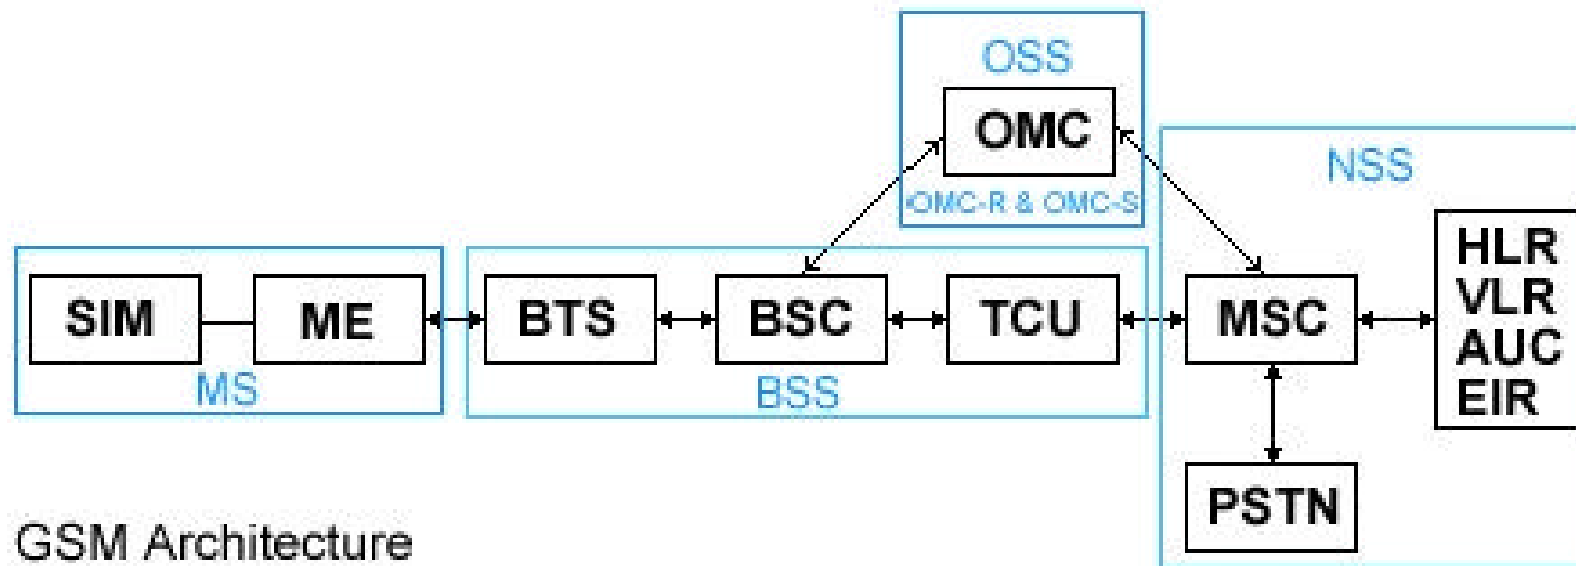 OSS
OMC
OMC-R & OMC-S
NSS
HLR
VLR
AUC
EIR
SIM
ME
BTS
BSC
TCU
MSC
MS
BSS
PSTN
GSM Architecture